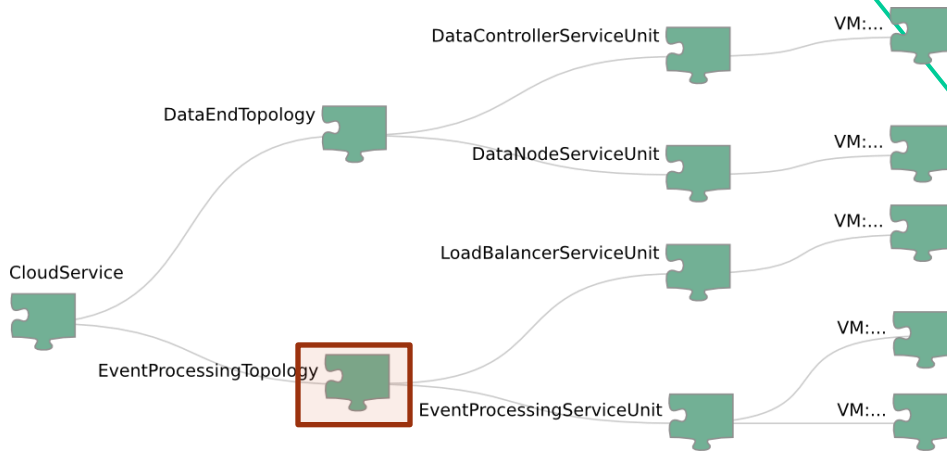 DataControllerServiceUnit
VM:...
DataEndTopology
DataNodeServiceUnit
VM:...
LoadBalancerServiceUnit
VM:...
CloudService
EventProcessingTopology
VM:...
EventProcessingServiceUnit
VM:...